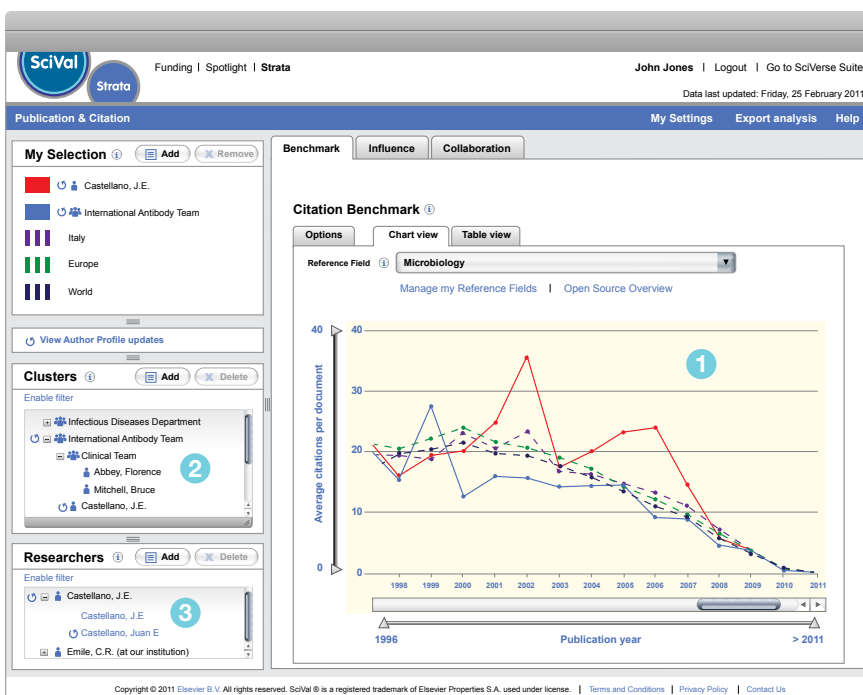 SciVal
Strata
Funding | Spotlight | Strata
John Jones | Logout | Go to SciVerse Suite
Data last updated: Friday, 25 February 2011
Publication & Citation
My Settings Export analysis Help
My Selection i Add X Remove
Castellano, J.E.
International Antibody Team
Italy
Europe
World
View Author Profile updates
Clusters i Add X Delete
Enable filter
Infectious Diseases Department
International Antibody Team
Clinical Team
Abbey, Florence
Mitchell, Bruce
Castellano, J.E.
2
Researchers i Add X Delete
Enable filter
Castellano, J.E.
Castellano, J.E
Castellano, Juan E
Emile, C.R. (at our institution)
3
Benchmark Influence Collaboration
Citation Benchmark i
Options Chart view Table view
Reference Field i Microbiology
Manage my Reference Fields | Open Source Overview
40 40
1
30
20
10
0 0
Average citations per document
1998 1999 2000 2001 2002 2003 2004 2005 2006 2007 2008 2009 2010 2011
1996 Publication year > 2011
Copyright © 2011 Elsevier B.V. All rights reserved. SciVal ® is a registered trademark of Elsevier Properties S.A. used under license. | Terms and Conditions | Privacy Policy | Contact Us